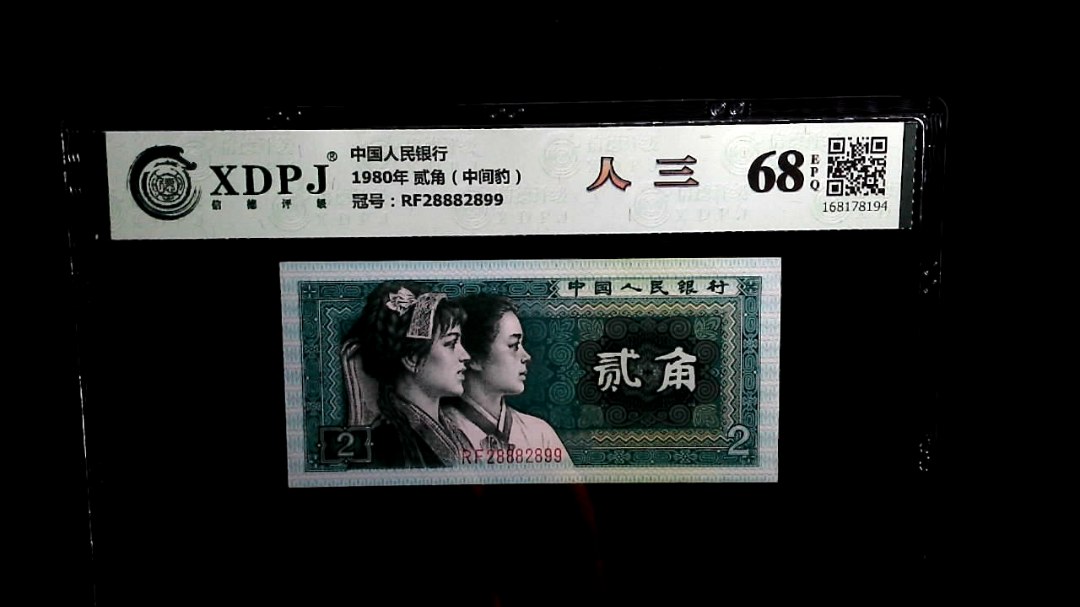 XDPJ®
信德评级
中国人民银行
1980年 贰角（中间豹）
冠号：RF28882899
人三
68
EPQ
168178194
中国人民银行
贰角
2
2
RF28882899